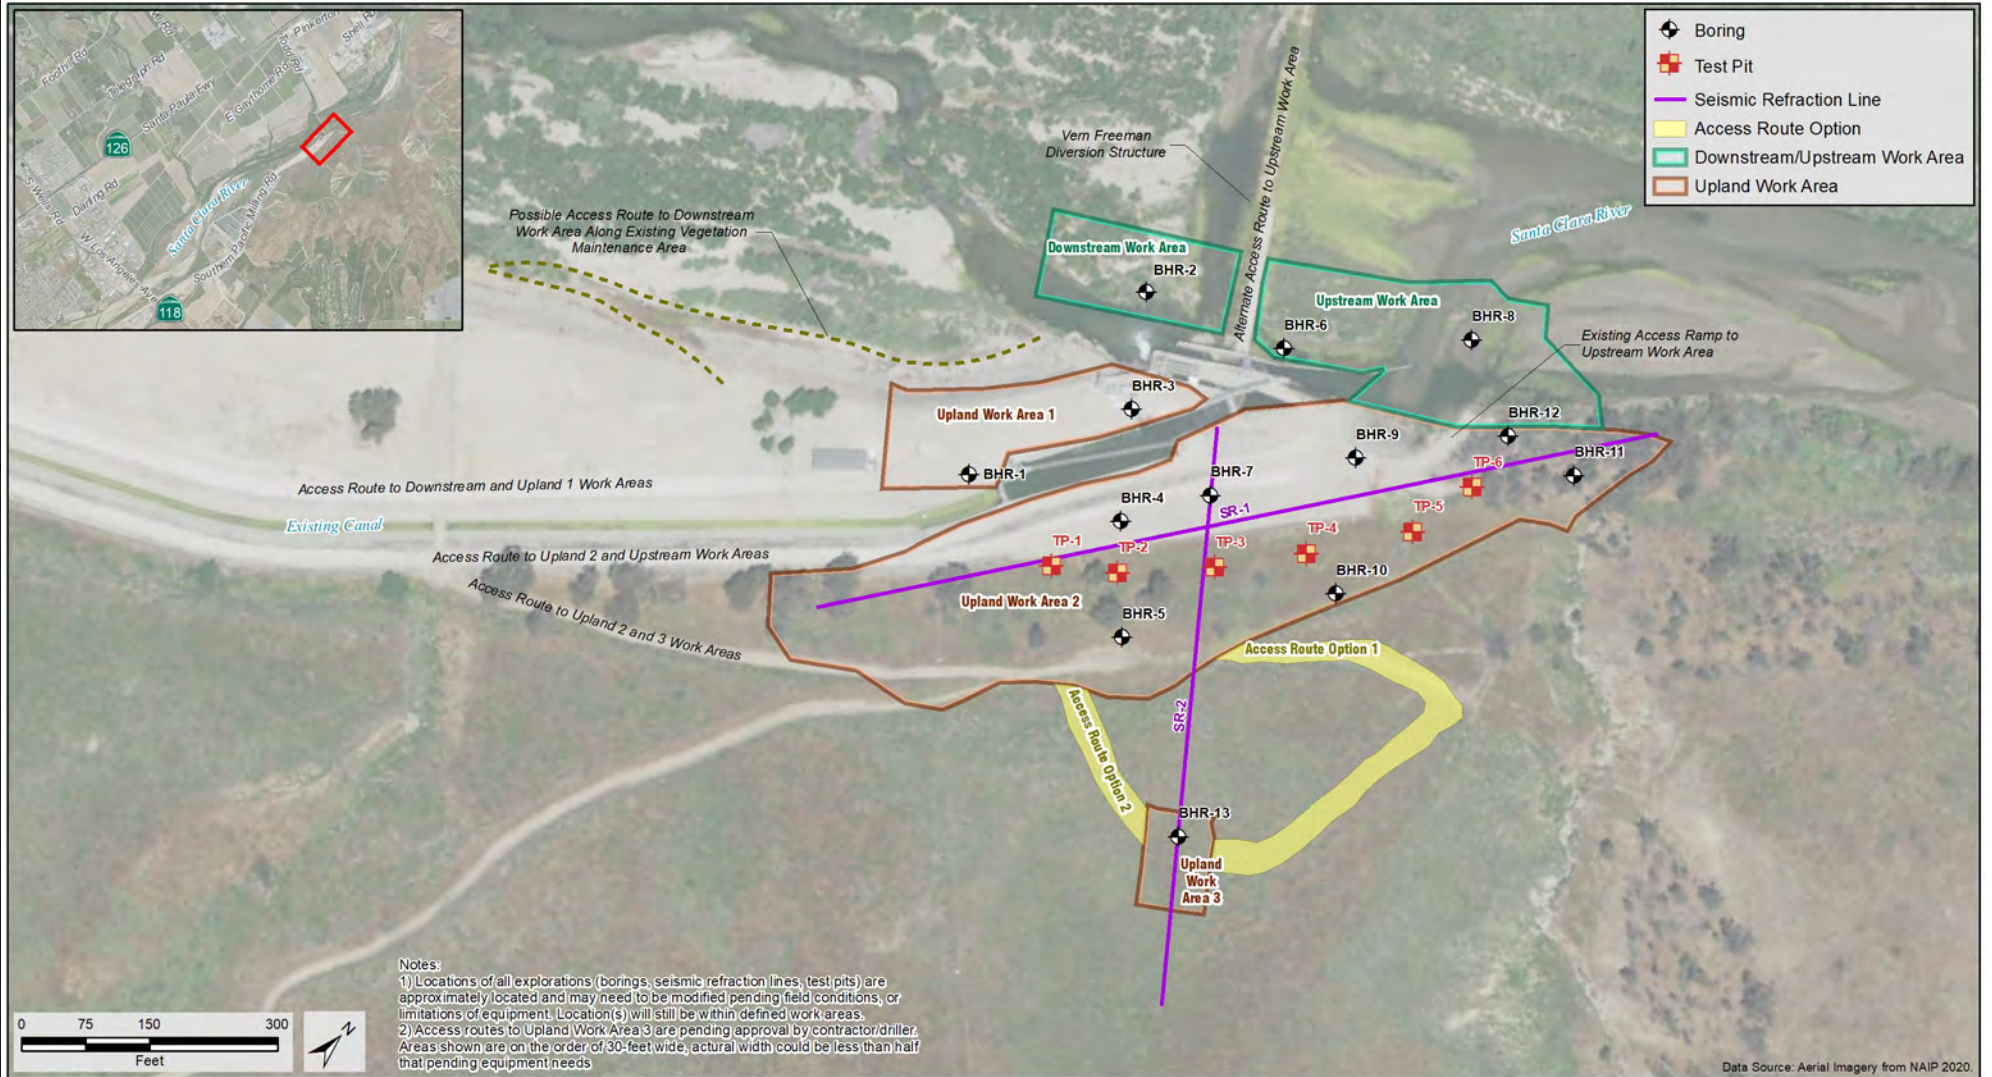 Foothill Rd
Telegraph Rd
Santa Paula Fwy
E Gaythorne Rd
Todd Rd
Pinkerton
Shell Rd
126
S Wells Rd
Darling Rd
W Los Angeles Ave
Santa Clara River
Southern Pacific Milling Rd
118
Boring
Test Pit
Seismic Refraction Line
Access Route Option
Downstream/Upstream Work Area
Upland Work Area
Vern Freeman
Diversion Structure
Alternate Access Route to Upstream Work Area
Santa Clara River
Possible Access Route to Downstream
Work Area Along Existing Vegetation
Maintenance Area
Downstream Work Area
BHR-2
Upstream Work Area
BHR-6
BHR-8
Existing Access Ramp to
Upstream Work Area
BHR-3
Upland Work Area 1
BHR-12
BHR-9
BHR-11
BHR-1
BHR-7
TP-6
Access Route to Downstream and Upland 1 Work Areas
BHR-4
SR-1
TP-5
Existing Canal
TP-4
TP-1
TP-2
TP-3
Access Route to Upland 2 and Upstream Work Areas
BHR-10
Access Route to Upland 2 and 3 Work Areas
Upland Work Area 2
BHR-5
Access Route Option 1
SR-2
Access Route Option 2
BHR-13
Upland
Work
Area 3
Notes:
1) Locations of all explorations (borings, seismic refraction lines, test pits) are
approximately located and may need to be modified pending field conditions, or
limitations of equipment. Location(s) will still be within defined work areas.
2) Access routes to Upland Work Area 3 are pending approval by contractor/driller.
Areas shown are on the order of 30-feet wide, actural width could be less than half
that pending equipment needs
0 75 150 300
Feet
N
Data Source: Aerial Imagery from NAIP 2020.